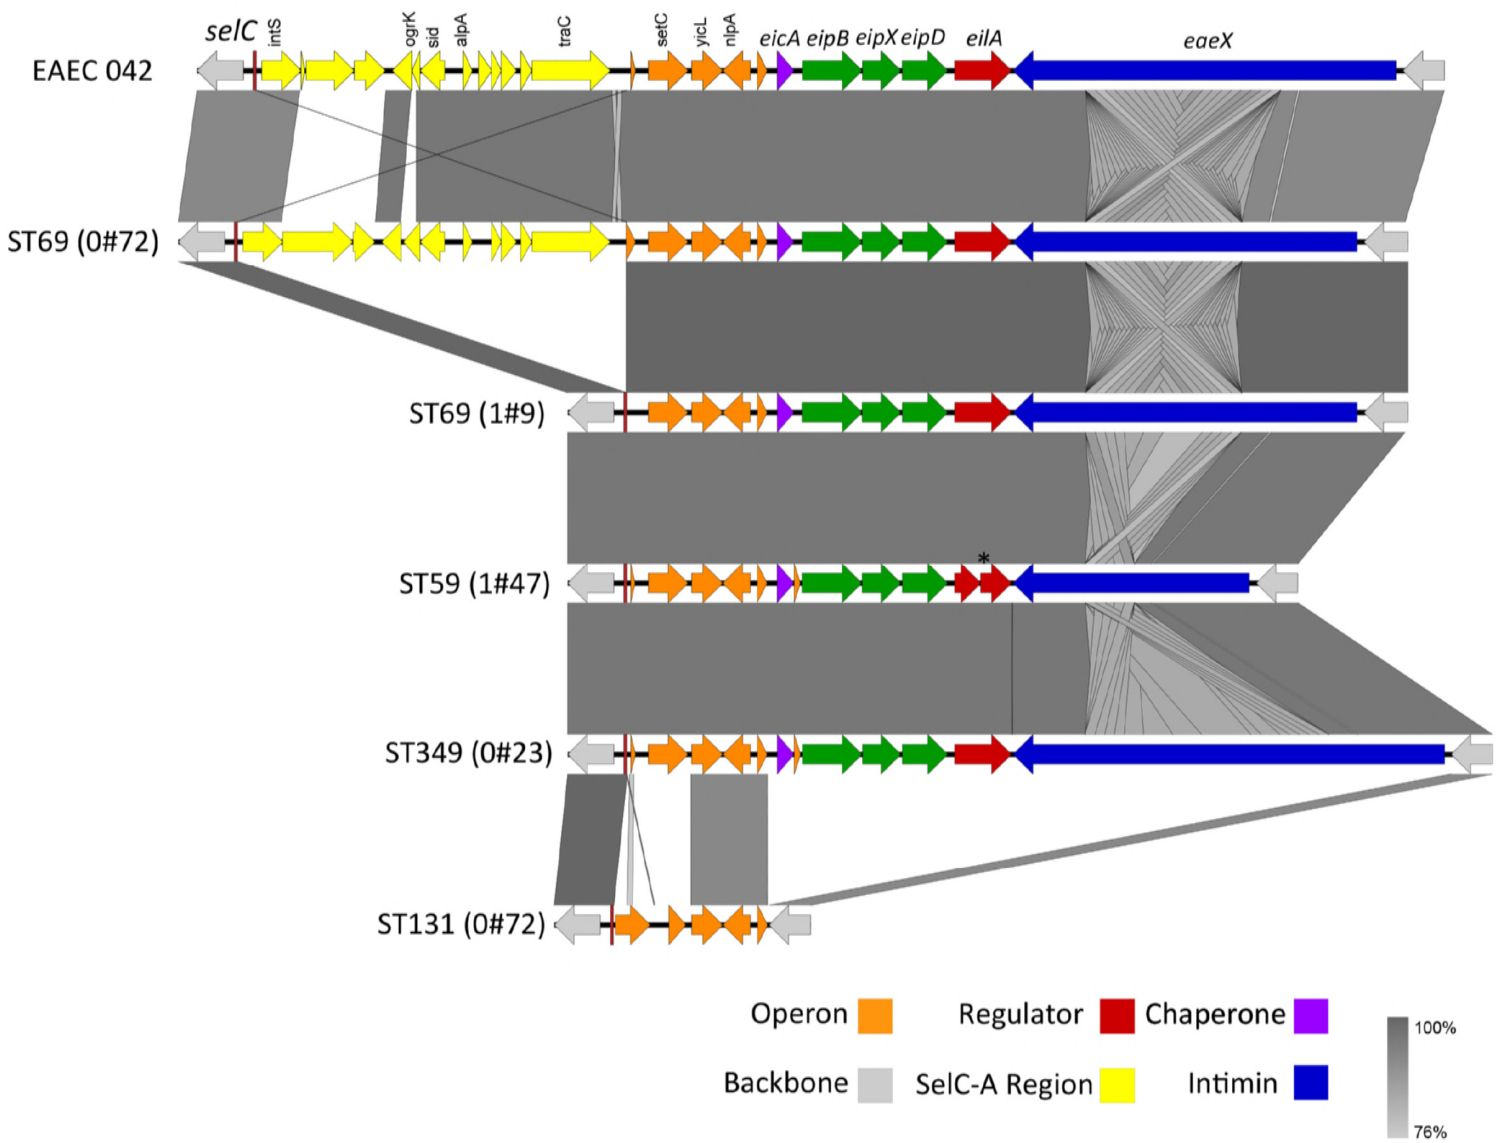 selC intS ogrK sid alpA traC setC yicL nlpA eicA eipB eipX eipD eilA eaeX
EAEC 042
ST69 (0#72)
ST69 (1#9)
*
ST59 (1#47)
ST349 (0#23)
ST131 (0#72)
Operon Regulator Chaperone
Backbone SelC-A Region Intimin
100%
76%